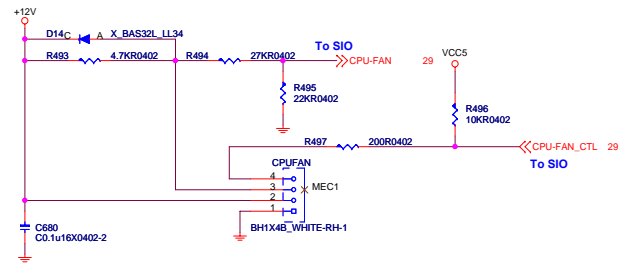 +12V
D14 C A X_BAS32L_LL34
R493 4.7KR0402 R494 27KR0402
To SIO
CPU-FAN 29
VCC5
R495
22KR0402
R496
10KR0402
R497 200R0402
CPU-FAN_CTL 29
To SIO
CPUFAN
4
3
2
1
MEC1
BH1X4B_WHITE-RH-1
C680
C0.1u16X0402-2